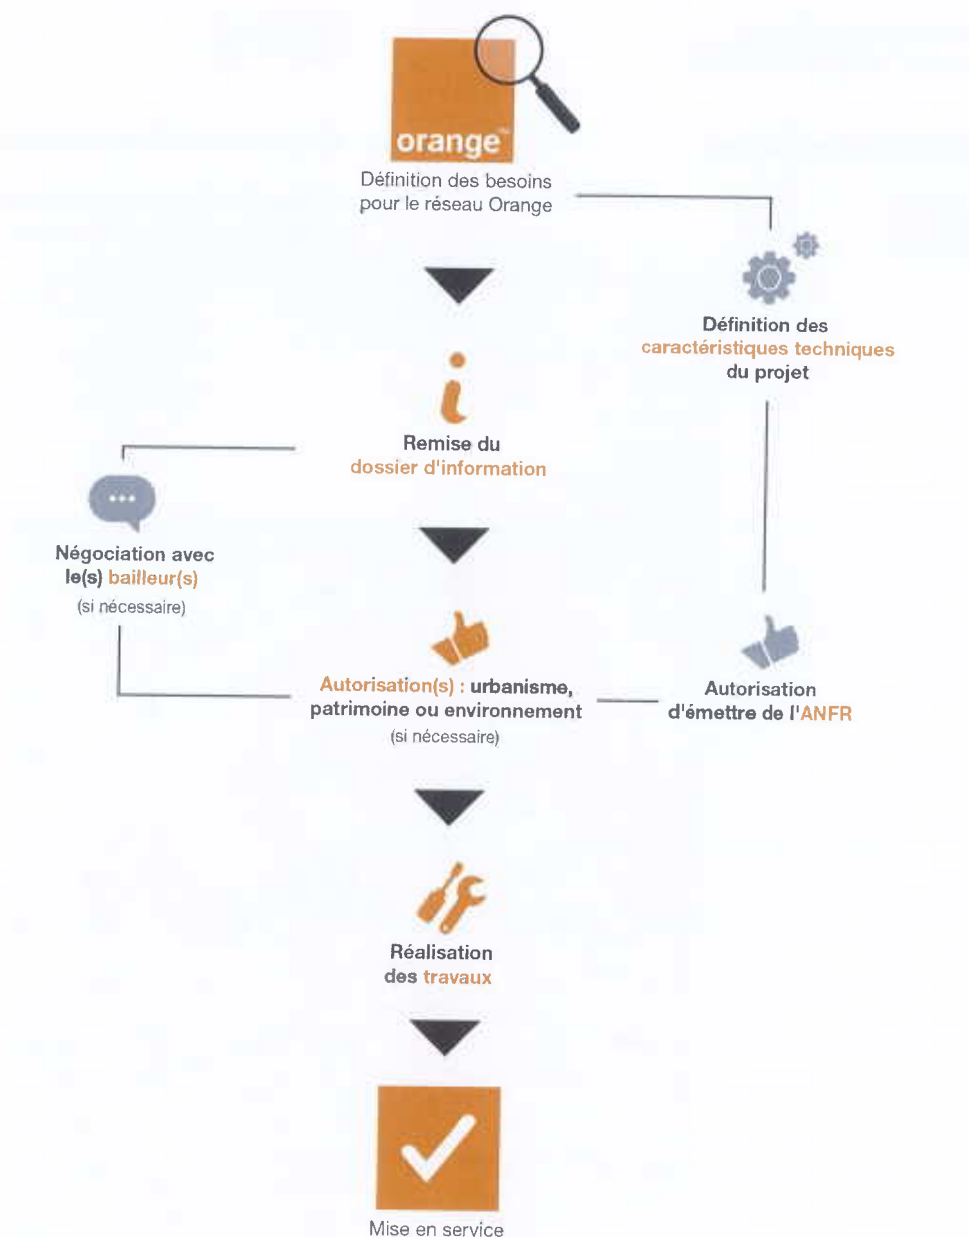 orange™
Définition des besoins
pour le réseau Orange
Définition des
caractéristiques techniques
du projet
Remise du
dossier d'information
Négociation avec
le(s) bailleur(s)
(si nécessaire)
Autorisation(s) : urbanisme,
patrimoine ou environnement
(si nécessaire)
Autorisation
d'émettre de l'ANFR
Réalisation
des travaux
Mise en service